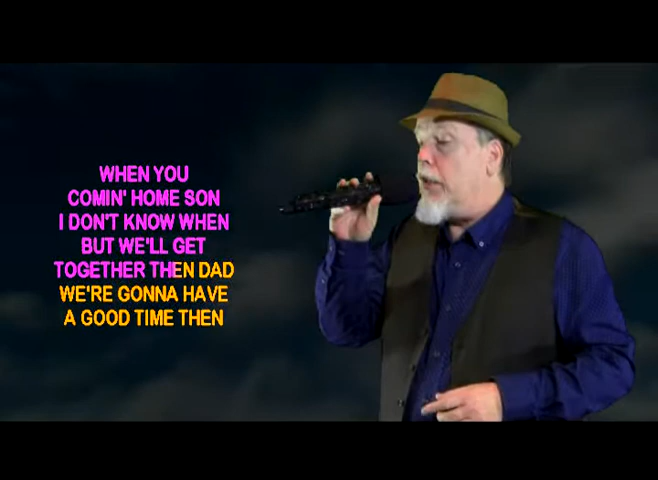 WHEN YOU
COMIN' HOME SON
I DON'T KNOW WHEN
BUT WE'LL GET
TOGETHER THEN DAD
WE'RE GONNA HAVE
A GOOD TIME THEN